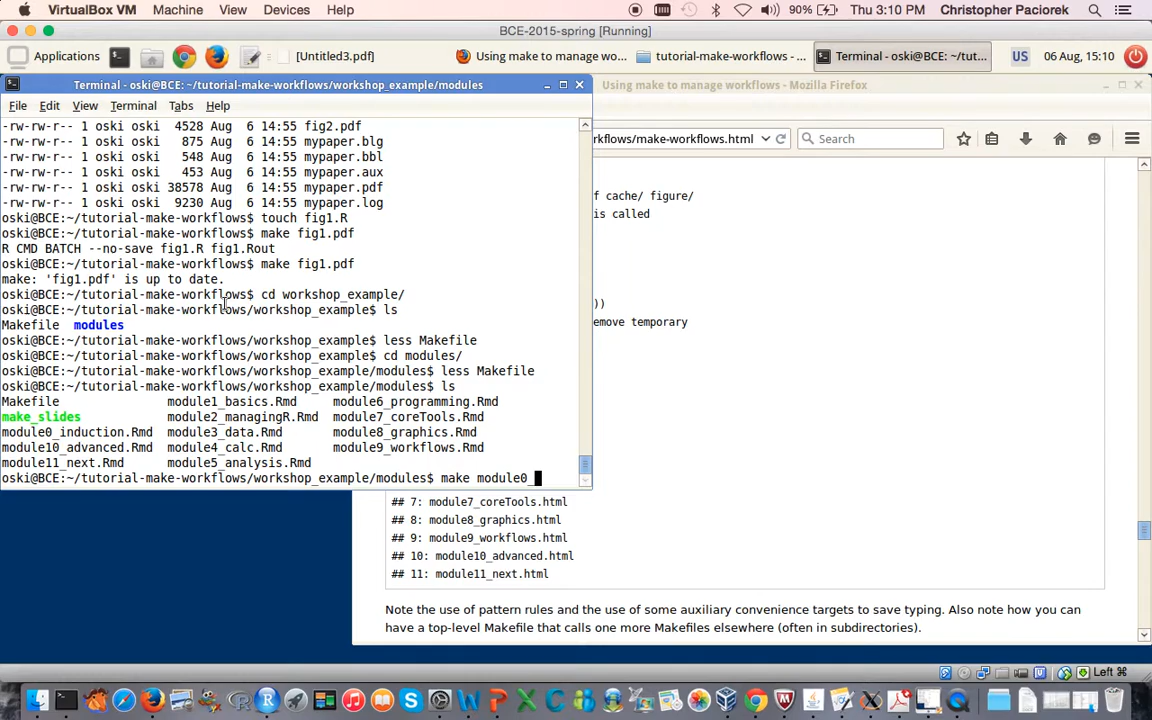 VirtualBox VM Machine View Devices Help 90% Thu 3:10 PM Christopher Paciorek
BCE-2015-spring [Running]
Applications [Untitled3.pdf] Using make to manage wo... tutorial-make-workflows - ... Terminal - oski@BCE: ~/tut... US 06 Aug, 15:10
Terminal - oski@BCE: ~/tutorial-make-workflows/workshop_example/modules
Using make to manage workflows - Mozilla Firefox
File Edit View Terminal Tabs Help
rkflows/make-workflows.html Search
-rw-rw-r-- 1 oski oski 4528 Aug 6 14:55 fig2.pdf
-rw-rw-r-- 1 oski oski 875 Aug 6 14:55 mypaper.blg
-rw-rw-r-- 1 oski oski 548 Aug 6 14:55 mypaper.bbl
-rw-rw-r-- 1 oski oski 453 Aug 6 14:55 mypaper.aux
-rw-rw-r-- 1 oski oski 38578 Aug 6 14:55 mypaper.pdf
-rw-rw-r-- 1 oski oski 9230 Aug 6 14:55 mypaper.log
oski@BCE:~/tutorial-make-workflows$ touch fig1.R
oski@BCE:~/tutorial-make-workflows$ make fig1.pdf
R CMD BATCH --no-save fig1.R fig1.Rout
oski@BCE:~/tutorial-make-workflows$ make fig1.pdf
make: 'fig1.pdf' is up to date.
oski@BCE:~/tutorial-make-workflows$ cd workshop_example/
oski@BCE:~/tutorial-make-workflows/workshop_example$ ls
Makefile modules
oski@BCE:~/tutorial-make-workflows/workshop_example$ less Makefile
oski@BCE:~/tutorial-make-workflows/workshop_example$ cd modules/
oski@BCE:~/tutorial-make-workflows/workshop_example/modules$ less Makefile
oski@BCE:~/tutorial-make-workflows/workshop_example/modules$ ls
Makefile module1_basics.Rmd module6_programming.Rmd
make_slides module2_managingR.Rmd module7_coreTools.Rmd
module0_induction.Rmd module3_data.Rmd module8_graphics.Rmd
module10_advanced.Rmd module4_calc.Rmd module9_workflows.Rmd
module11_next.Rmd module5_analysis.Rmd
oski@BCE:~/tutorial-make-workflows/workshop_example/modules$ make module0_
f cache/ figure/
is called
))
emove temporary
## 7: module7_coreTools.html
## 8: module8_graphics.html
## 9: module9_workflows.html
## 10: module10_advanced.html
## 11: module11_next.html
Note the use of pattern rules and the use of some auxiliary convenience targets to save typing. Also note how you can
have a top-level Makefile that calls one more Makefiles elsewhere (often in subdirectories).
Left ⌘